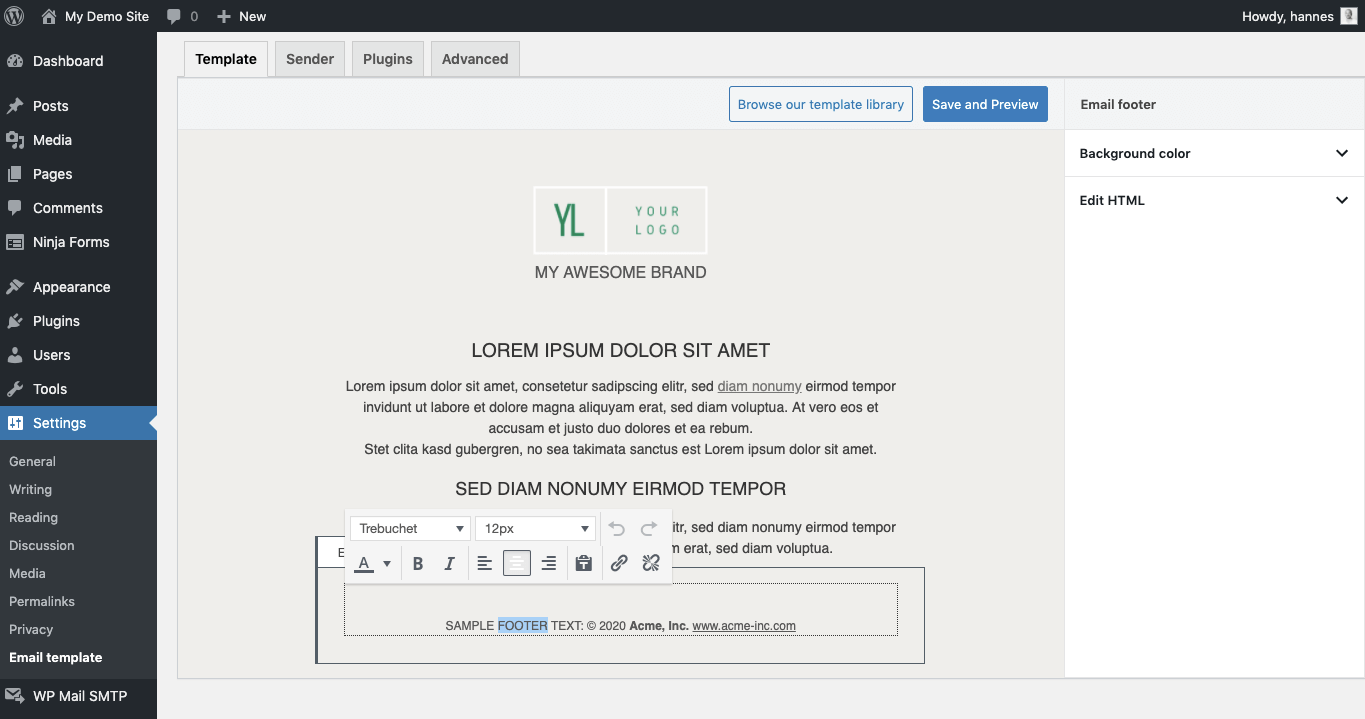 My Demo Site 0 New Howdy, hannes
Dashboard
Posts
Media
Pages
Comments
Ninja Forms
Appearance
Plugins
Users
Tools
Settings
General
Writing
Reading
Discussion
Media
Permalinks
Privacy
Email template
WP Mail SMTP
Template Sender Plugins Advanced
Browse our template library Save and Preview
YL YOUR
LOGO
MY AWESOME BRAND
LOREM IPSUM DOLOR SIT AMET
Lorem ipsum dolor sit amet, consetetur sadipscing elitr, sed diam nonumy eirmod tempor
invidunt ut labore et dolore magna aliquyam erat, sed diam voluptua. At vero eos et
accusam et justo duo dolores et ea rebum.
Stet clita kasd gubergren, no sea takimata sanctus est Lorem ipsum dolor sit amet.
SED DIAM NONUMY EIRMOD TEMPOR
itr, sed diam nonumy eirmod tempor
erat, sed diam voluptua.
Trebuchet 12px
A B I T
E
SAMPLE FOOTER TEXT: © 2020 Acme, Inc. www.acme-inc.com
Email footer
Background color
Edit HTML